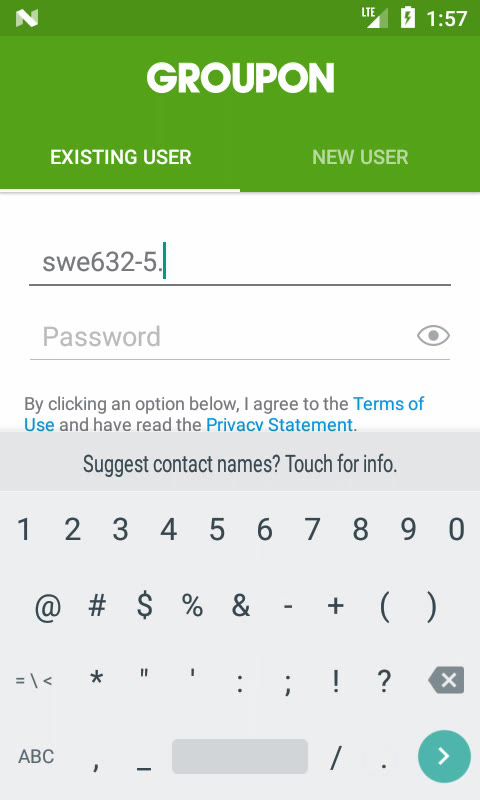 LTE 1:57
GROUPON
EXISTING USER NEW USER
swe632-5.
Password
By clicking an option below, I agree to the Terms of
Use and have read the Privacy Statement.
Suggest contact names? Touch for info.
1 2 3 4 5 6 7 8 9 0
@ # $ % & - + ( )
= \ < * " ' : ; ! ?
ABC , _ / .